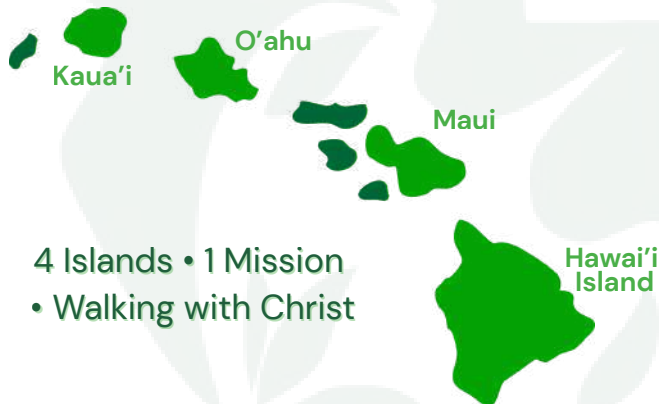 O’ahu
Kaua’i
Maui
4 Islands • 1 Mission
• Walking with Christ
Hawai’i
Island